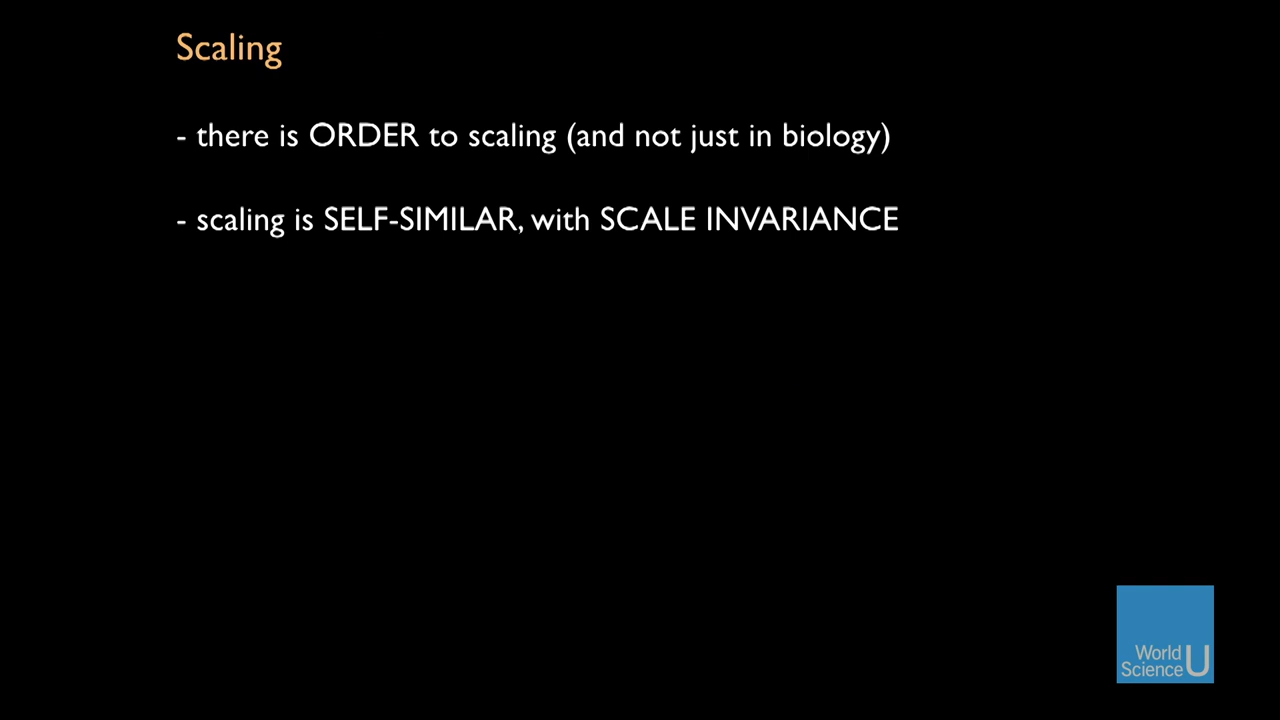 Scaling
- there is ORDER to scaling (and not just in biology)
- scaling is SELF-SIMILAR, with SCALE INVARIANCE
World
Science U